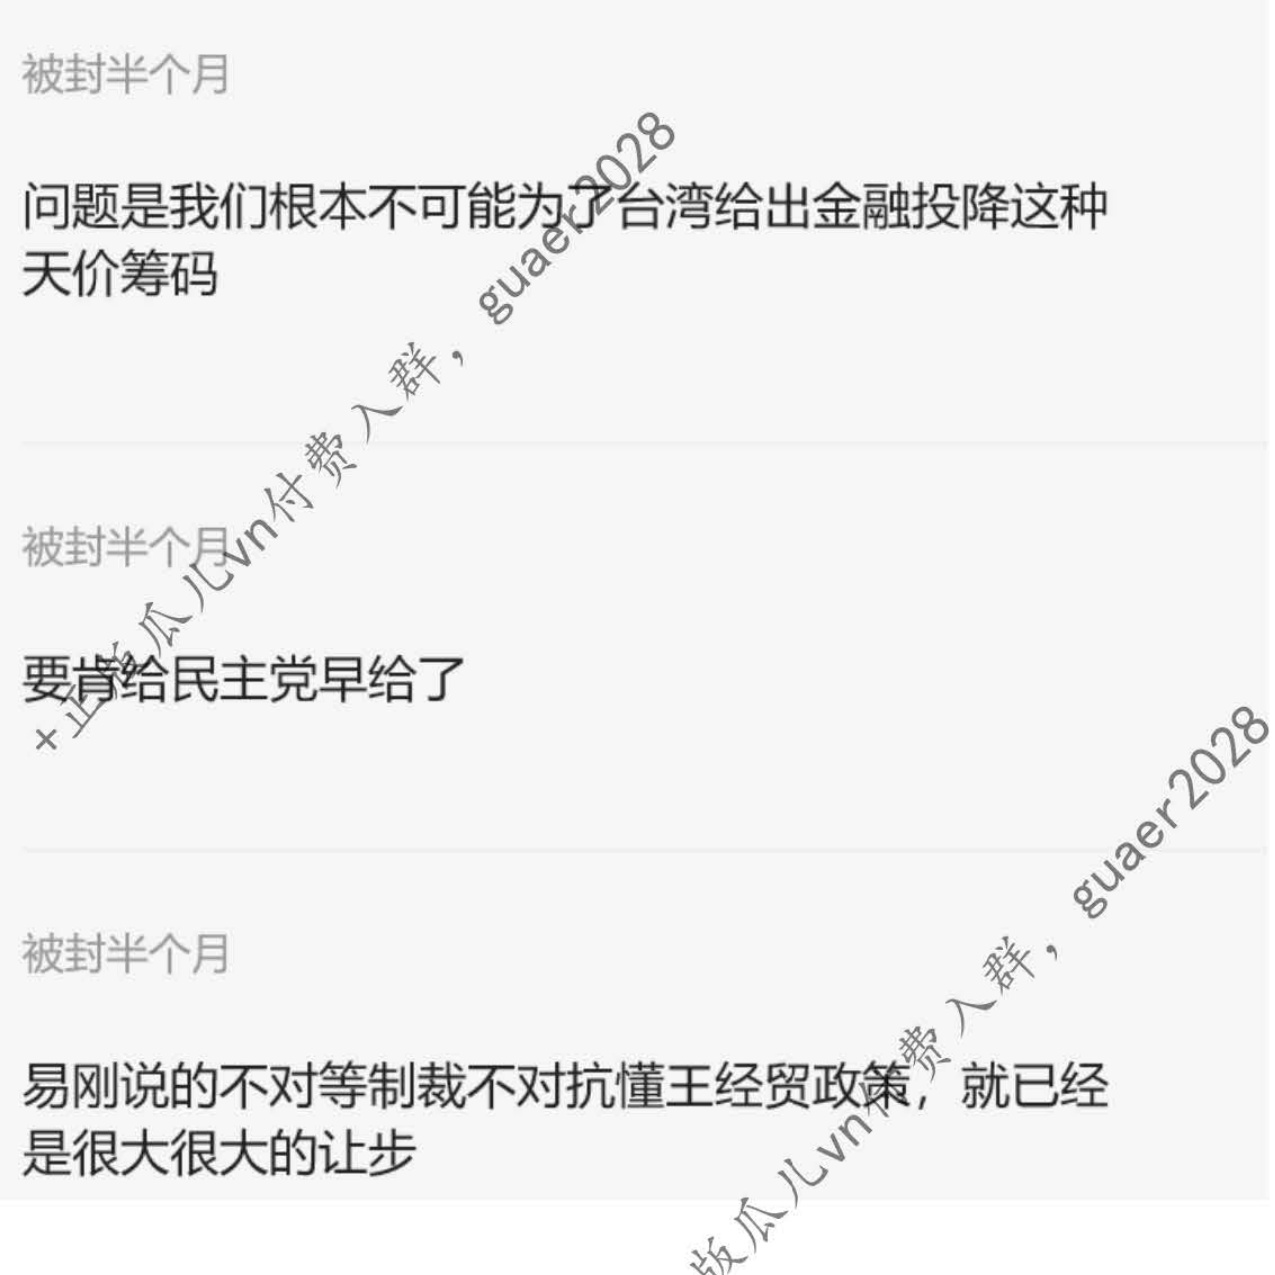 被封半个月
问题是我们根本不可能为了台湾给出金融投降这种
天价筹码
被封半个月
要肯给民主党早给了
被封半个月
易刚说的不对等制裁不对抗懂王经贸政策，就已经
是很大很大的让步
+正版瓜儿vn付费入群，guaer2028
版瓜儿vn付费入群，guaer2028